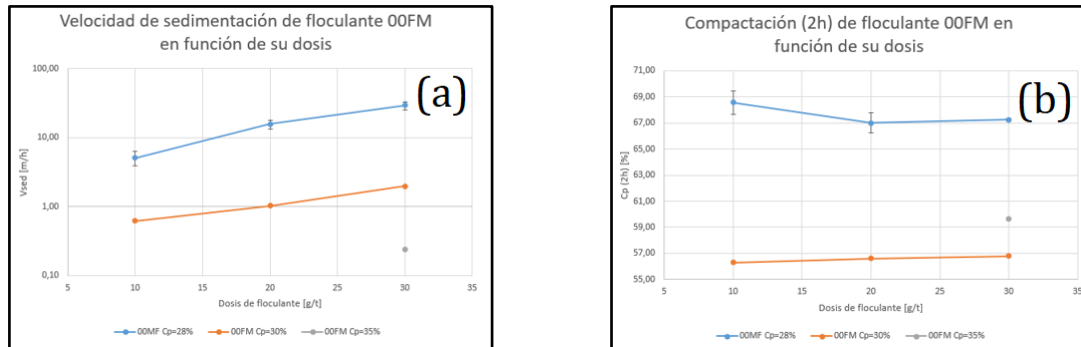 Velocidad de sedimentación de floculante 00FM
en función de su dosis
(a)
100,00
10,00
1,00
0,10
Vsed [m/h]
5 10 15 20 25 30 35
Dosis de floculante [g/t]
00MF Cp=28% 00FM Cp=30% 00FM Cp=35%
Compactación (2h) de floculante 00FM en
función de su dosis
(b)
71,00
69,00
67,00
65,00
63,00
61,00
59,00
57,00
55,00
Cp (2h) [%]
5 10 15 20 25 30 35
Dosis de floculante [g/t]
00MF Cp=28% 00FM Cp=30% 00FM Cp=35%